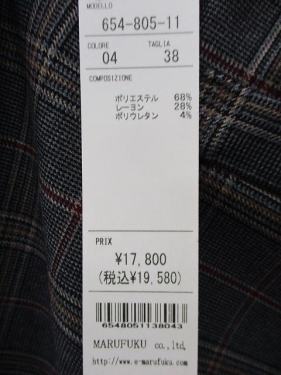 MODELLO
654-805-11
COLORE TAGLIA
04 38
COMPOSIZIONE
ポリエステル 68%
レーヨン 28%
ポリウレタン 4%
PRIX
¥17,800
(税込¥19,580)
6548051138043
MARUFUKU co.,ltd.
http://www.e-marufuku.com/